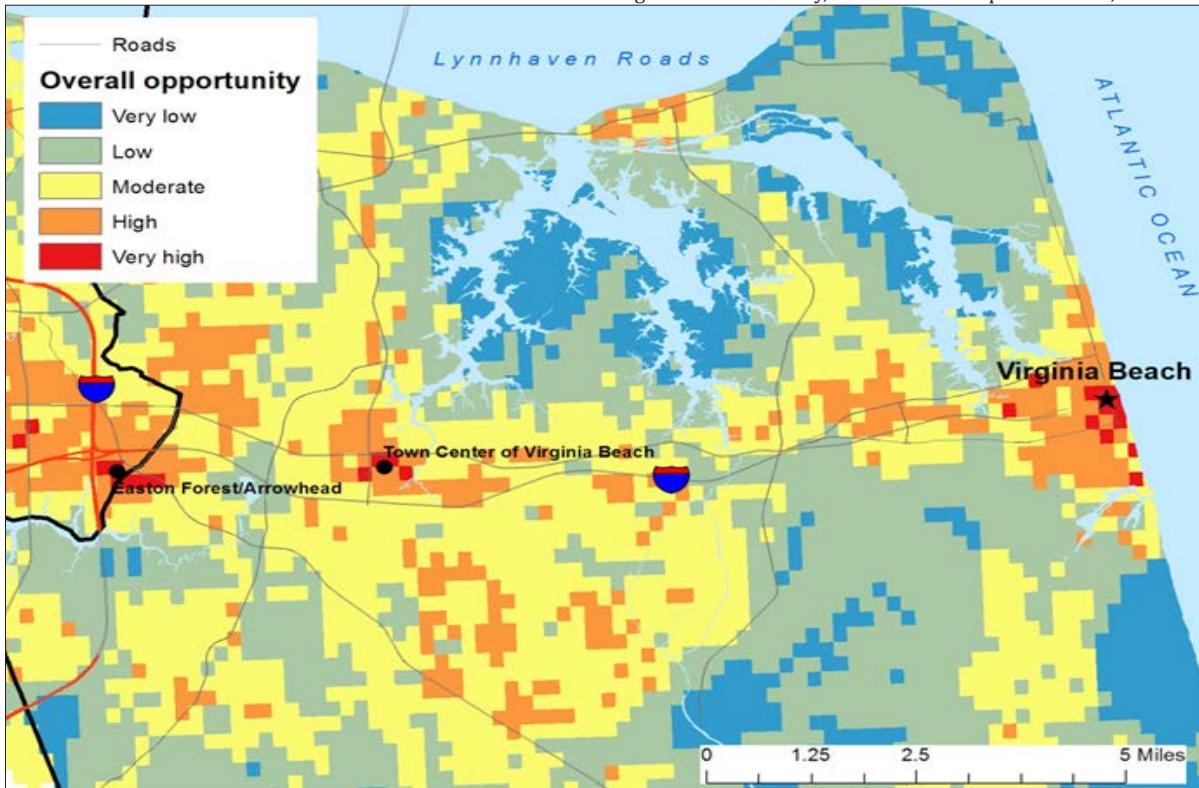 Roads
Overall opportunity
Very low
Low
Moderate
High
Very high
Lynnhaven Roads
ATLANTIC OCEAN
Virginia Beach
Town Center of Virginia Beach
Easton Forest/Arrowhead
0 1.25 2.5 5 Miles